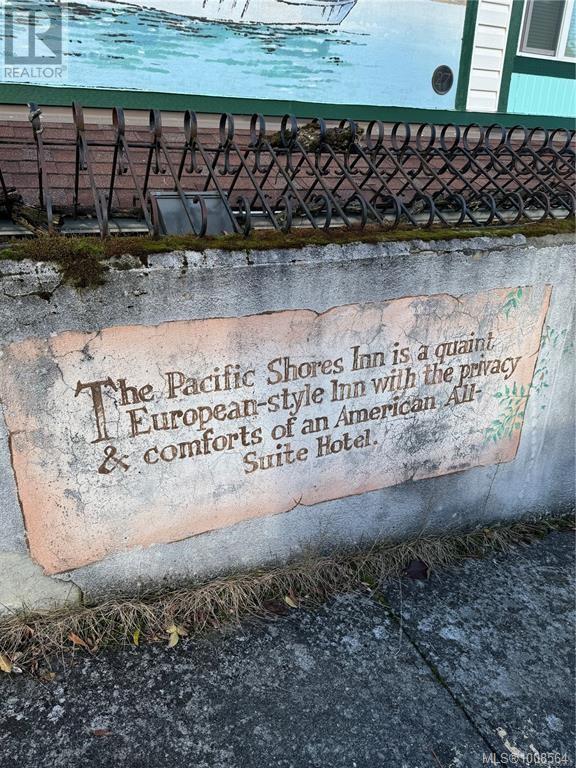 REALTOR
27
The Pacific Shores Inn is a quaint
European-style Inn with the privacy
& comforts of an American All-
Suite Hotel.
MLS®1008564